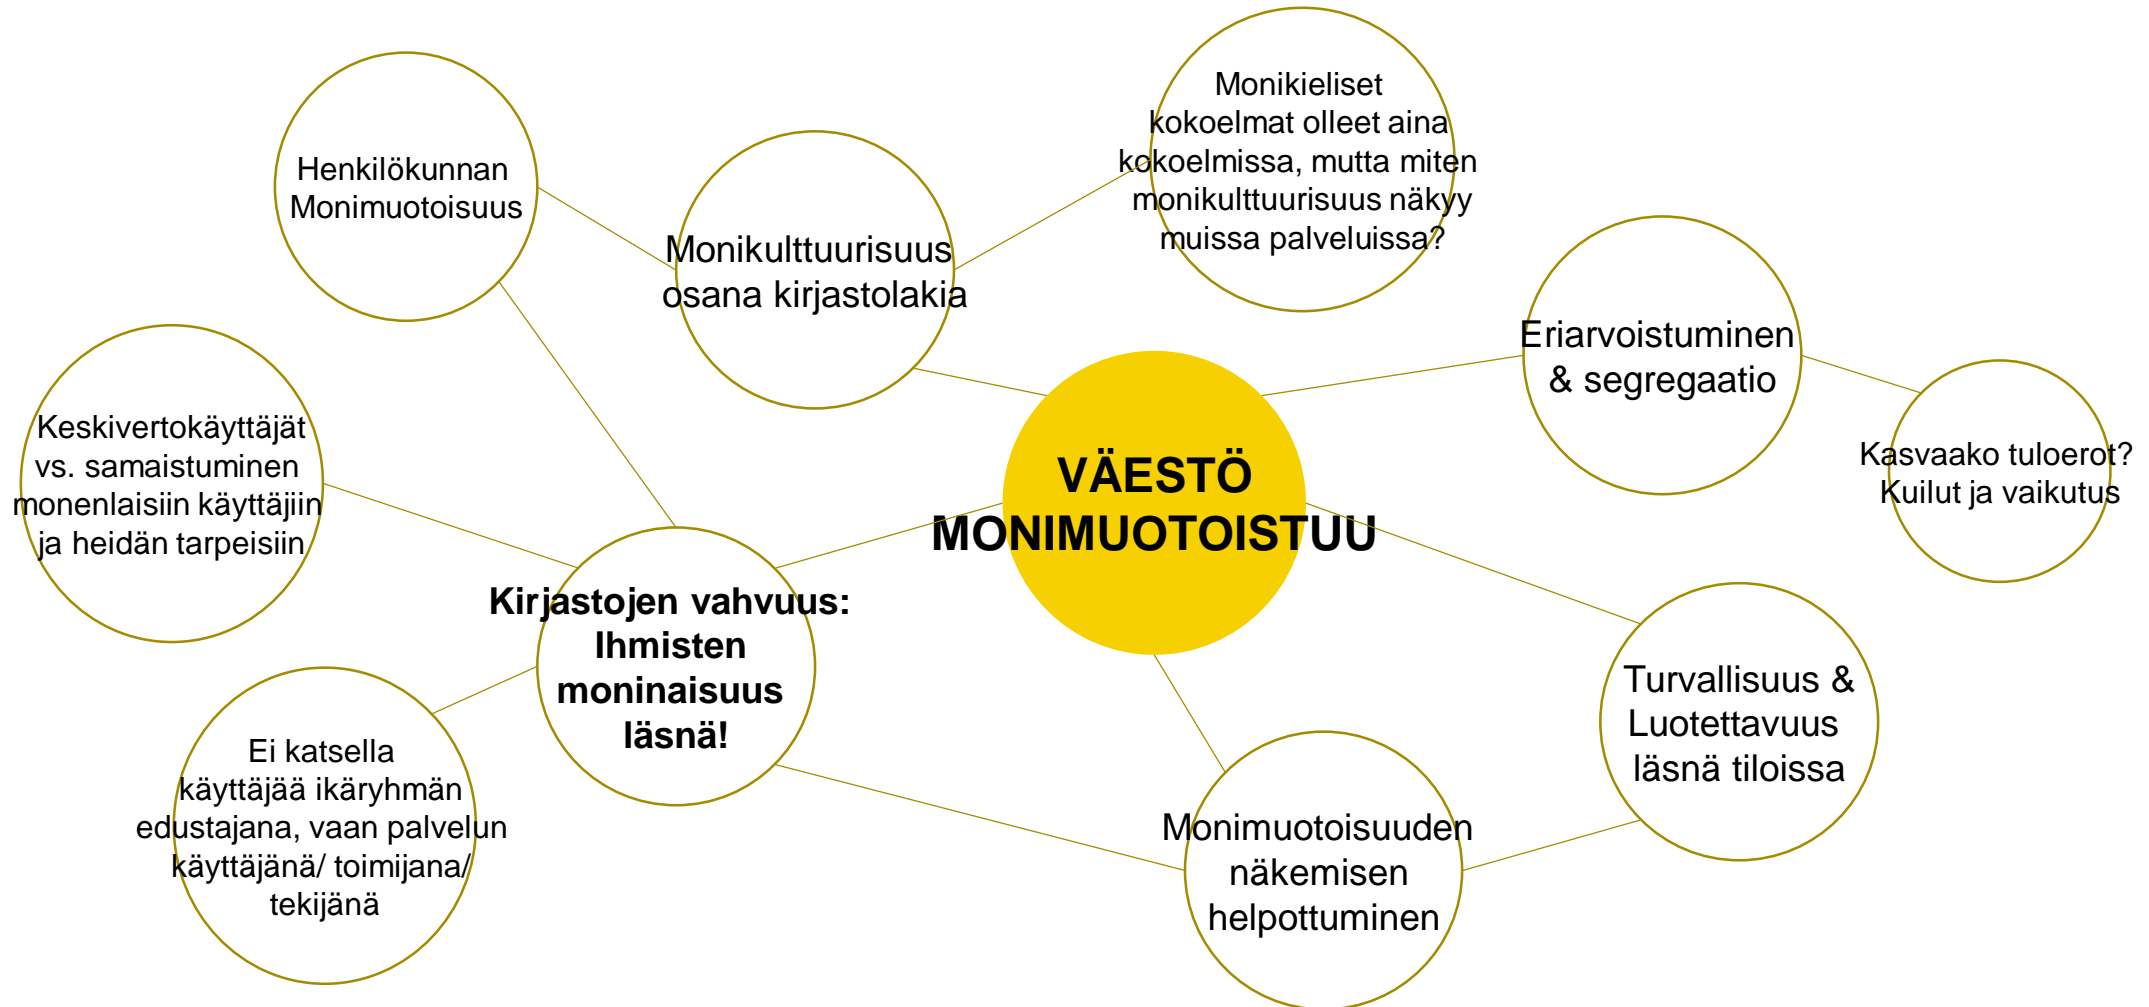 Monikieliset
kokoelmat olleet aina
kokoelmissa, mutta miten
monikulttuurisuus näkyy
muissa palveluissa?
Henkilökunnan
Monimuotoisuus
Monikulttuurisuus
osana kirjastolakia
Eriarvoistuminen
& segregaatio
Keskivertokäyttäjät
vs. samaistuminen
monenlaisiin käyttäjiin
ja heidän tarpeisiin
VÄESTÖ
MONIMUOTOISTUU
Kasvaako tuloerot?
Kuilut ja vaikutus
Kirjastojen vahvuus:
Ihmisten
moninaisuus
läsnä!
Turvallisuus &
Luotettavuus
läsnä tiloissa
Ei katsella
käyttäjää ikäryhmän
edustajana, vaan palvelun
käyttäjänä/ toimijana/
tekijänä
Monimuotoisuuden
näkemisen
helpottuminen